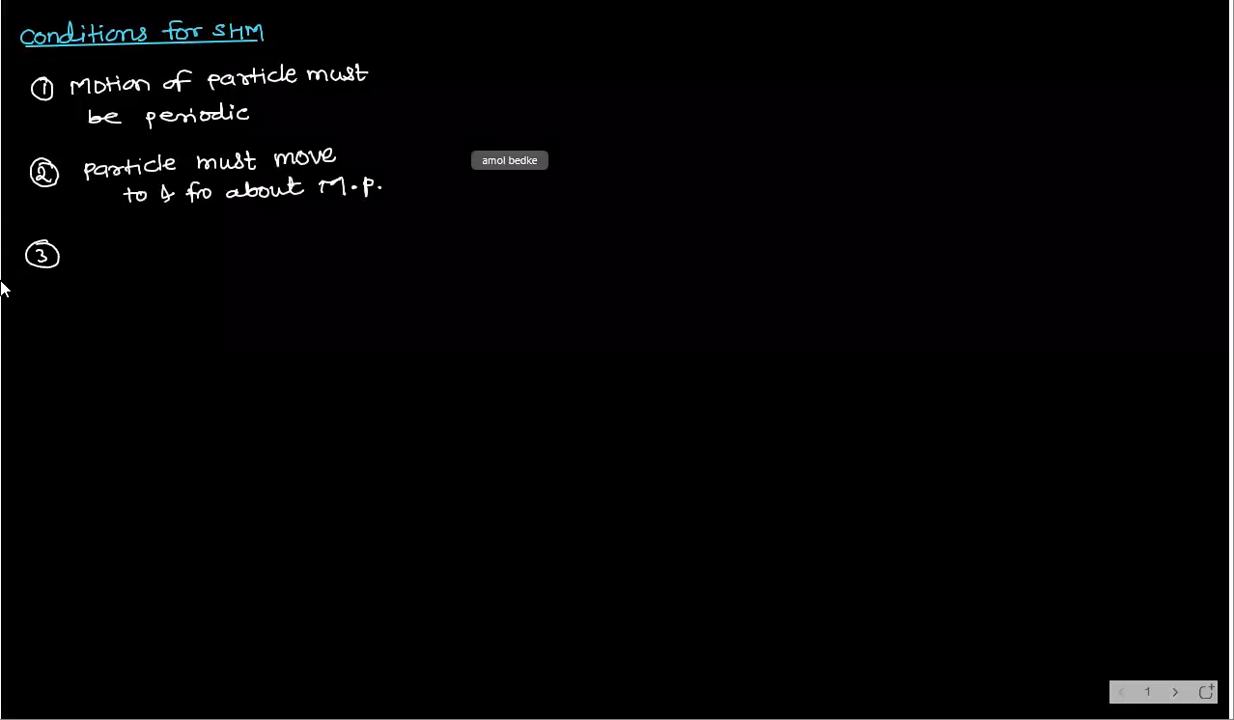 Conditions for SHM
① Motion of particle must
be periodic
② particle must move
to & fro about M.P.
amol bedke
③
1